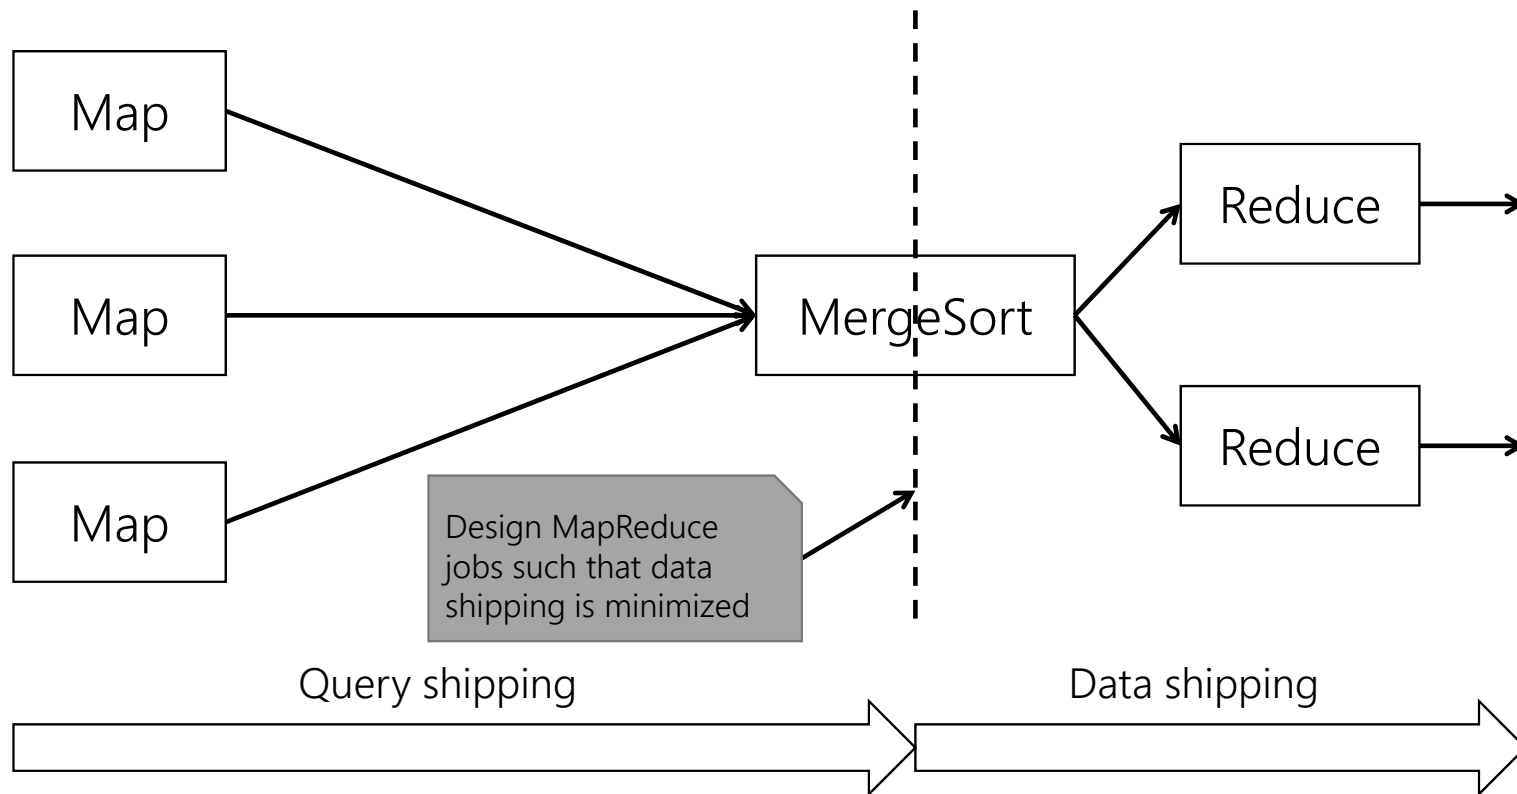 Map
Map
Map
MergeSort
Reduce
Reduce
Design MapReduce
jobs such that data
shipping is minimized
Query shipping
Data shipping